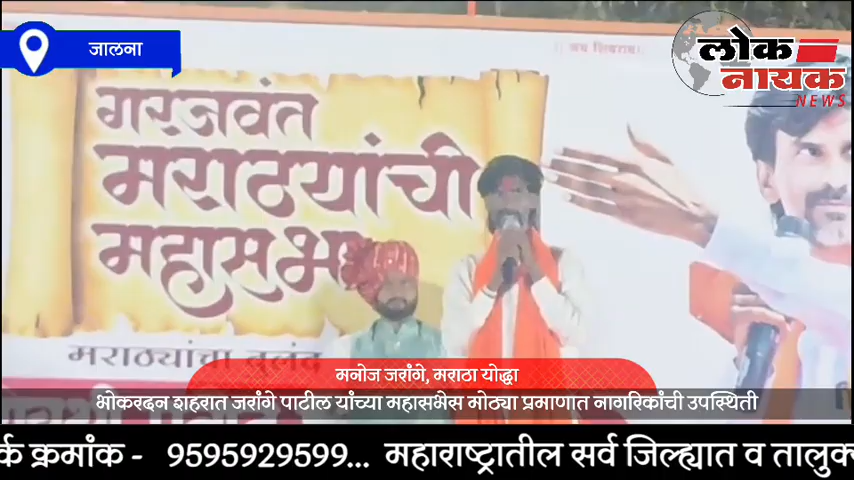 जालना
जय शिवराय
लोक
नायक
NEWS
गरजवंत
मराठ्यांची
महासभा
मराठ्यांचा बुलंद
मनोज जरांगे, मराठा योद्धा
भोकरदन शहरात जरांगे पाटील यांच्या महासभेस मोठ्या प्रमाणात नागरिकांची उपस्थिती
र्क क्रमांक - 9595929599... महाराष्ट्रातील सर्व जिल्ह्यात व तालुक